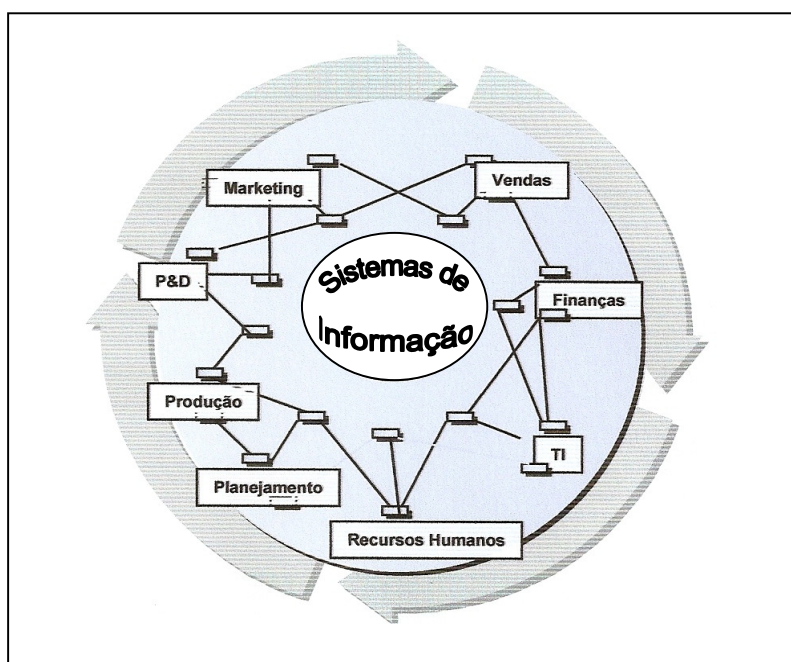 Marketing
Vendas
Sistemas de
Informação
P&D
Finanças
Produção
TI
Planejamento
Recursos Humanos